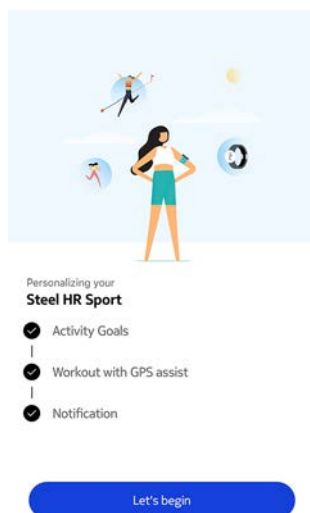 Personalizing your
Steel HR Sport
Activity Goals
Workout with GPS assist
Notification
Let's begin